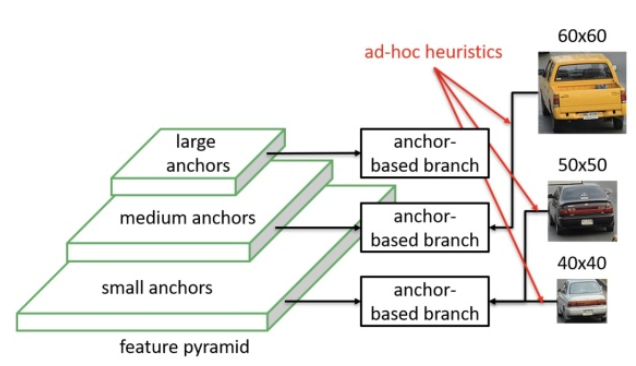 60x60
ad-hoc heuristics
large
anchors
anchor-
based branch
50x50
medium anchors
anchor-
based branch
40x40
small anchors
anchor-
based branch
feature pyramid